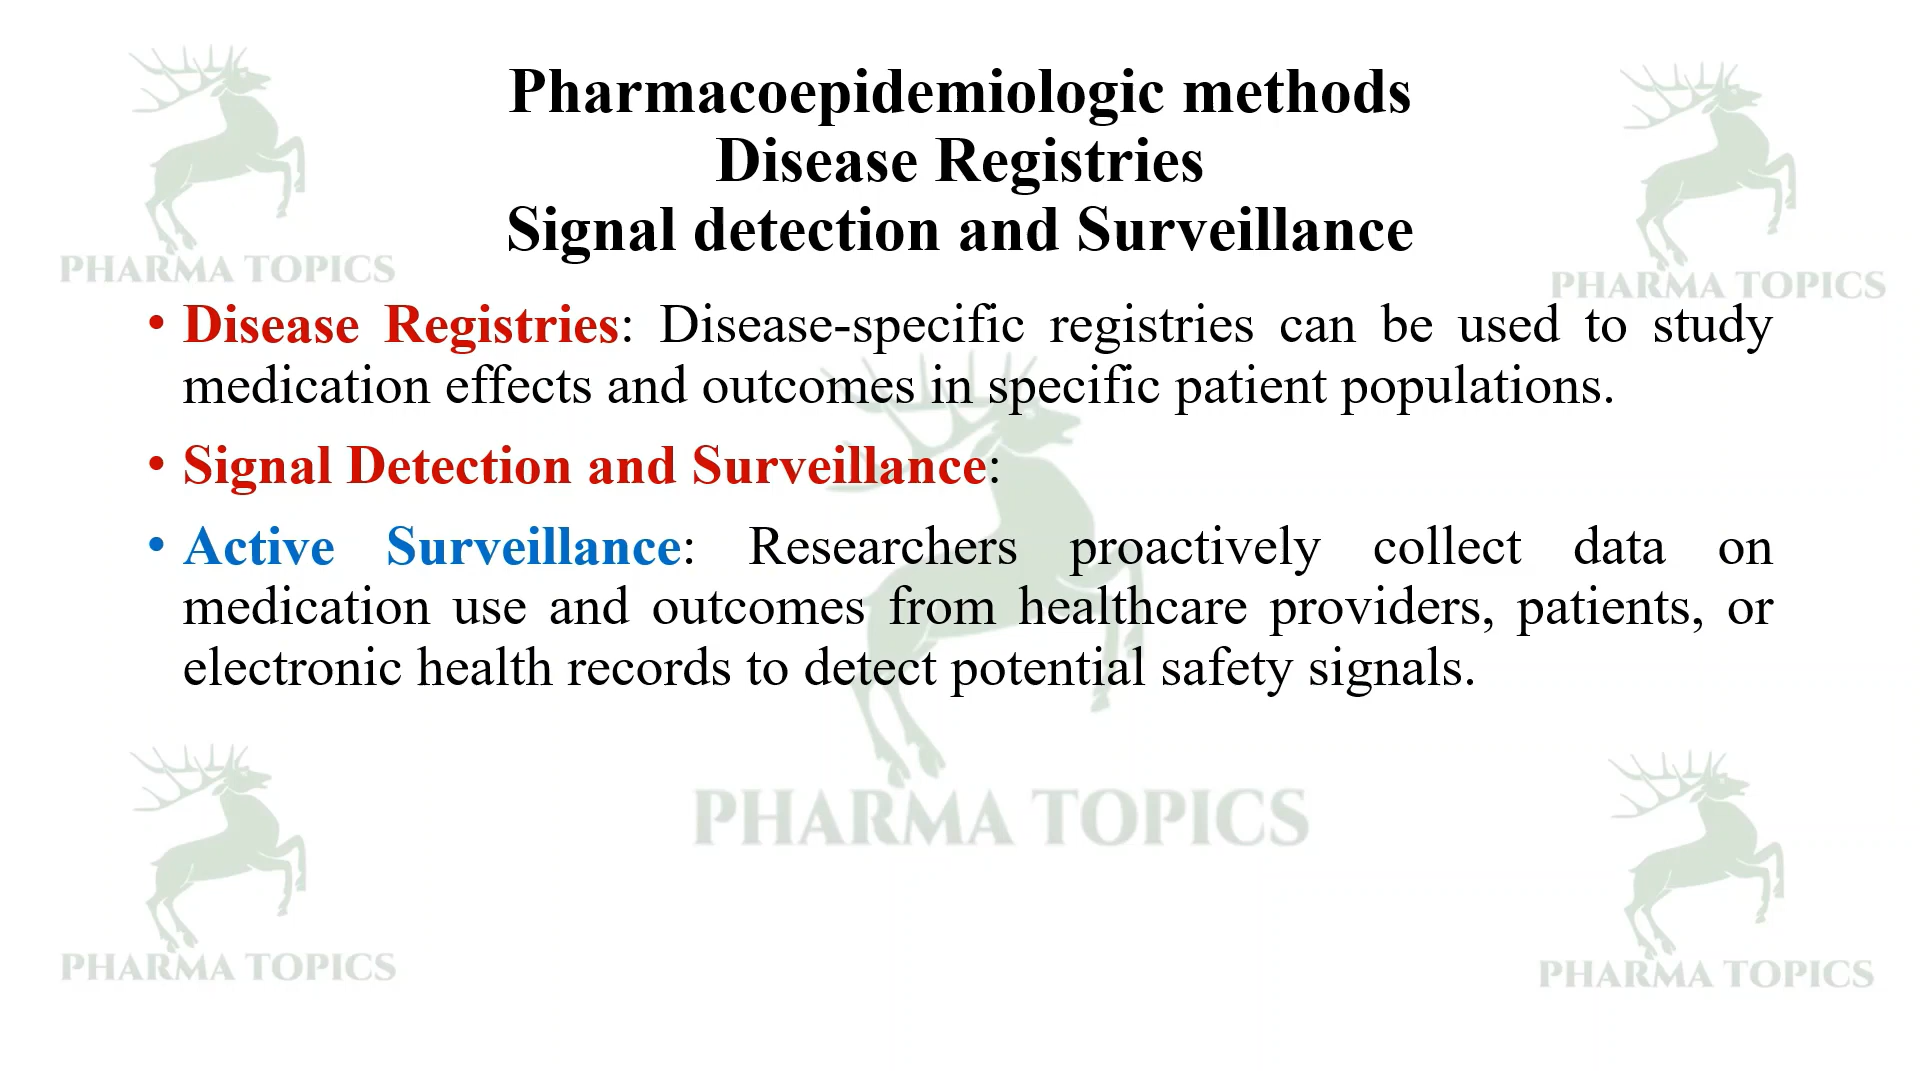 Pharmacoepidemiologic methods
Disease Registries
Signal detection and Surveillance
PHARMA TOPICS
PHARMA TOPICS
• Disease Registries: Disease-specific registries can be used to study
medication effects and outcomes in specific patient populations.
• Signal Detection and Surveillance:
• Active Surveillance: Researchers proactively collect data on
medication use and outcomes from healthcare providers, patients, or
electronic health records to detect potential safety signals.
PHARMA TOPICS
PHARMA TOPICS
PHARMA TOPICS